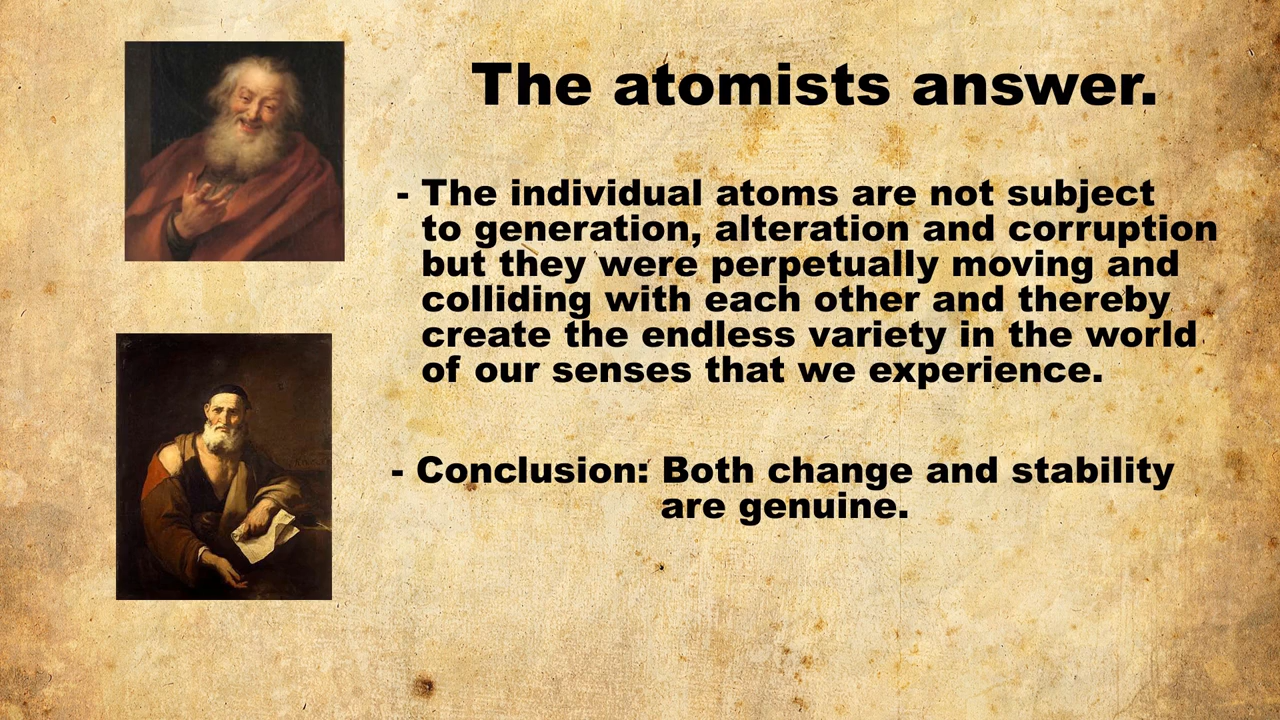 The atomists answer.
- The individual atoms are not subject
to generation, alteration and corruption
but they were perpetually moving and
colliding with each other and thereby
create the endless variety in the world
of our senses that we experience.
- Conclusion: Both change and stability
are genuine.